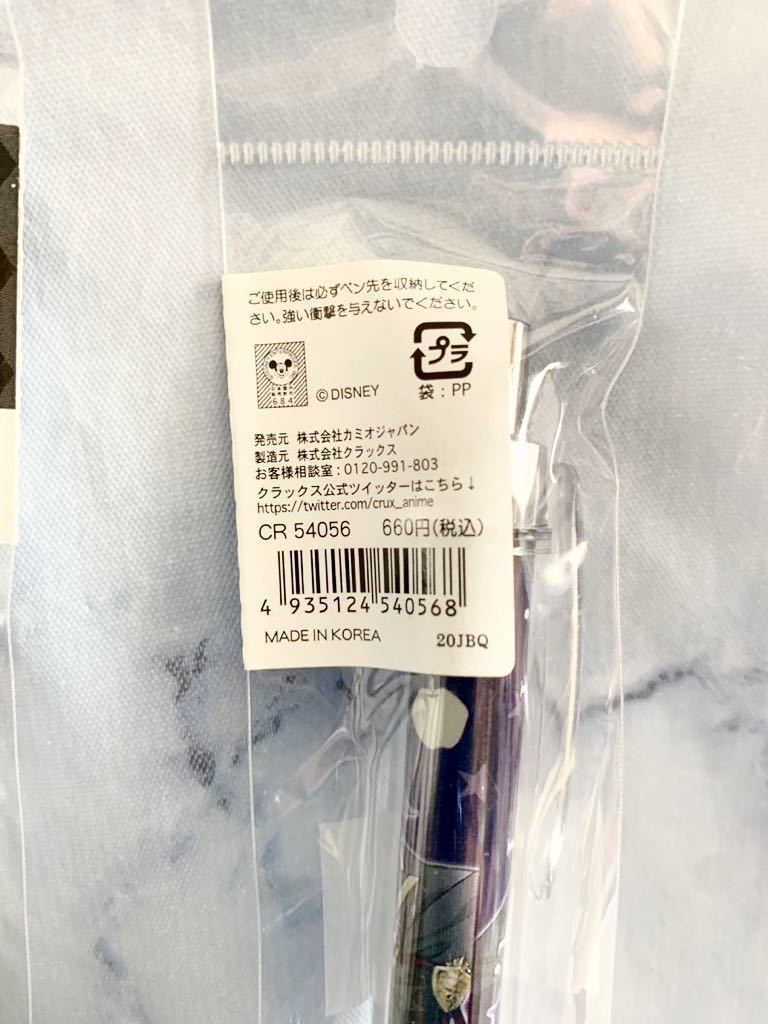 ご使用後は必ずペン先を収納してくだ
さい。強い衝撃を与えないでください。
プラ
684
©DISNEY
袋：PP
発売元 株式会社カミオジャパン
製造元 株式会社クラックス
お客様相談室：0120-991-803
クラックス公式ツイッターはこちら↓
https://twitter.com/crux_anime
CR 54056 660円(税込)
4 935124 540568
MADE IN KOREA 20JBQ